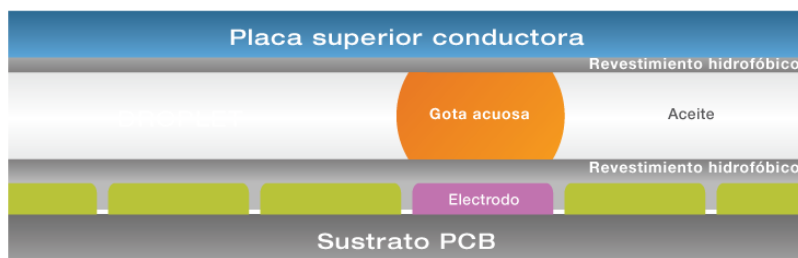 Placa superior conductora
Revestimiento hidrofóbico
Gota acuosa
Aceite
Revestimiento hidrofóbico
Electrodo
Sustrato PCB